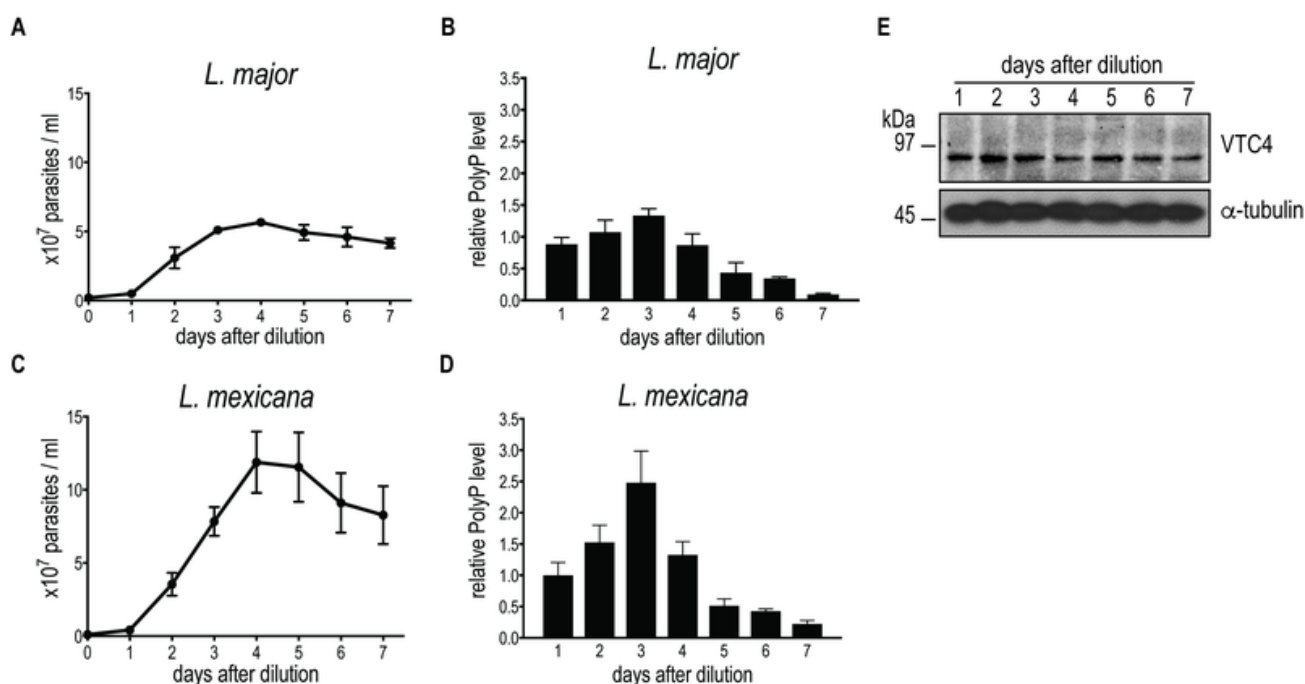 A
L. major
x10⁷ parasites / ml
15
10
5
0
0 1 2 3 4 5 6 7
days after dilution
B
L. major
relative PolyP level
3.5
3.0
2.5
2.0
1.5
1.0
0.5
0.0
1 2 3 4 5 6 7
days after dilution
E
days after dilution
1 2 3 4 5 6 7
kDa
97
VTC4
45
α-tubulin
C
L. mexicana
x10⁷ parasites / ml
15
10
5
0
0 1 2 3 4 5 6 7
days after dilution
D
L. mexicana
relative PolyP level
3.5
3.0
2.5
2.0
1.5
1.0
0.5
0.0
1 2 3 4 5 6 7
days after dilution